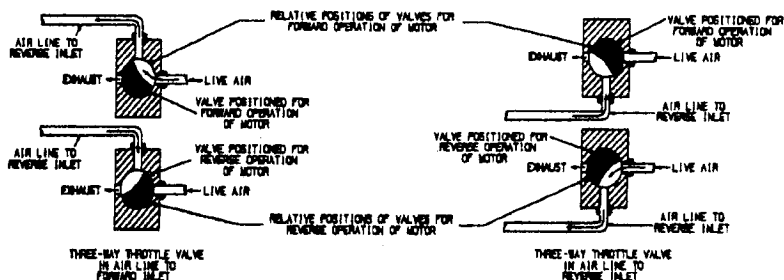 AIR LINE TO
REVERSE INLET
EXHAUST
LIVE AIR
VALVE POSITIONED FOR
FORWARD OPERATION
OF MOTOR
RELATIVE POSITIONS OF VALVES FOR
FORWARD OPERATION OF MOTOR
VALVE POSITIONED FOR
FORWARD OPERATION OF
MOTOR
EXHAUST
LIVE AIR
AIR LINE TO
REVERSE INLET
AIR LINE TO
REVERSE INLET
VALVE POSITIONED FOR
REVERSE OPERATION
OF MOTOR
EXHAUST
LIVE AIR
VALVE POSITIONED FOR
REVERSE OPERATION
OF MOTOR
EXHAUST
LIVE AIR
RELATIVE POSITIONS OF VALVES FOR
REVERSE OPERATION OF MOTOR
AIR LINE TO
REVERSE INLET
THREE-WAY THROTTLE VALVE
IN AIR LINE TO
FORWARD INLET
THREE-WAY THROTTLE VALVE
IN AIR LINE TO
REVERSE INLET